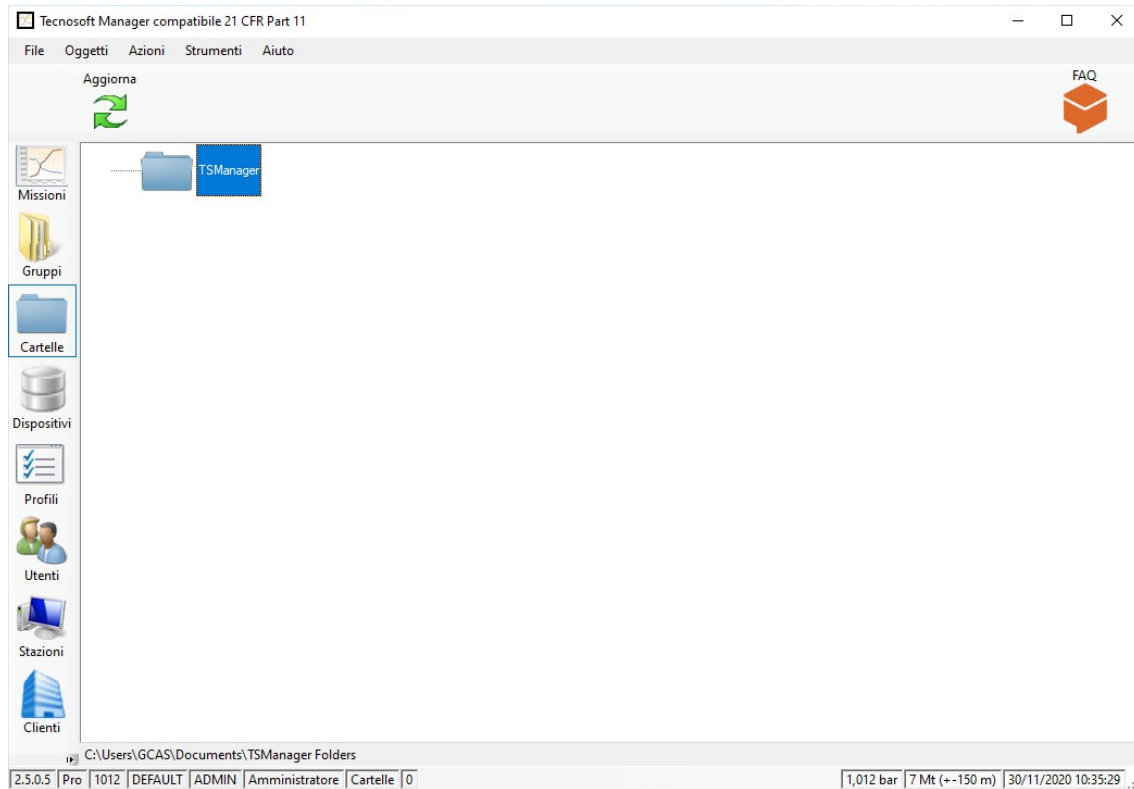 Tecnosoft Manager compatibile 21 CFR Part 11
File Oggetti Azioni Strumenti Aiuto
Aggiorna
FAQ
TSManager
Missioni
Gruppi
Cartelle
Dispositivi
Profili
Utenti
Stazioni
Clienti
C:\Users\GCAS\Documents\TSManager Folders
2.5.0.5 Pro 1012 DEFAULT ADMIN Amministratore Cartelle 0 1,012 bar 7 Mt (+-150 m) 30/11/2020 10:35:29